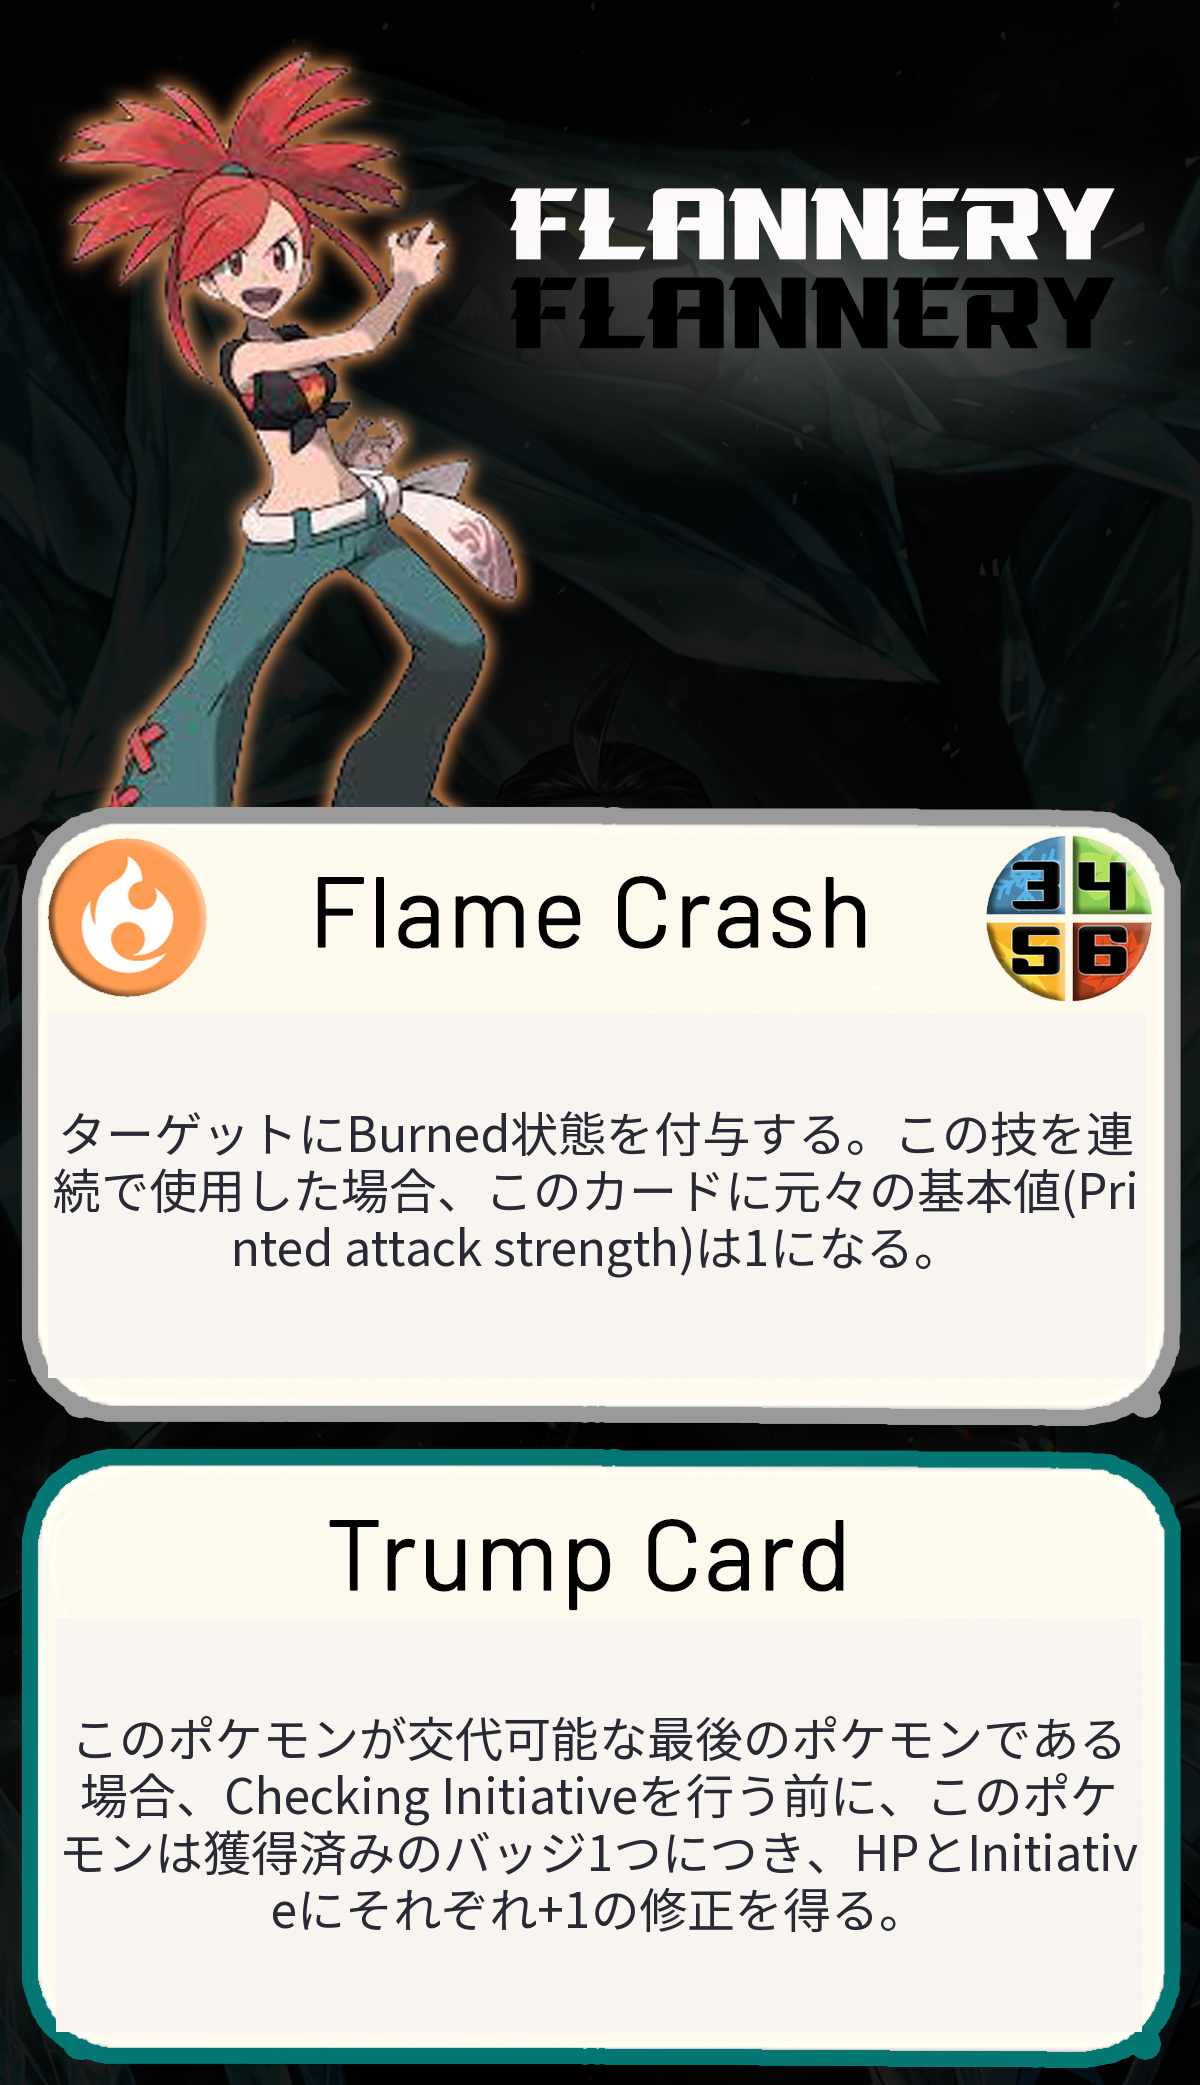 FLANNERY
FLANNERY
Flame Crash
3 4
5 6
ターゲットにBurned状態を付与する。この技を連
続で使用した場合、このカードに元々の基本値(Pri
nted attack strength)は1になる。
Trump Card
このポケモンが交代可能な最後のポケモンである
場合、Checking Initiativeを行う前に、このポケ
モンは獲得済みのバッジ1つにつき、HPとInitiativ
eにそれぞれ+1の修正を得る。